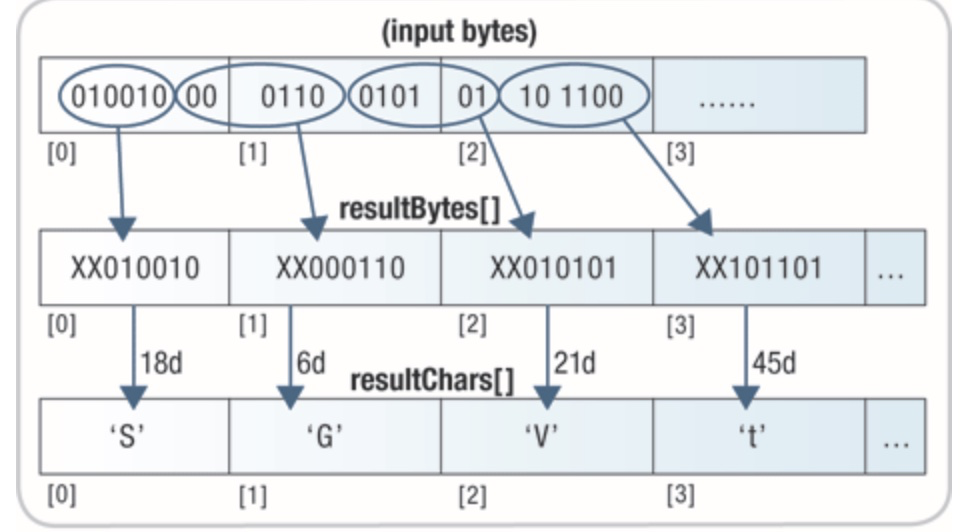 (input bytes)
010010 00 0110 0101 01 10 1100 ......
[0] [1] [2] [3]
resultBytes[]
XX010010 XX000110 XX010101 XX101101 ...
[0] [1] [2] [3]
18d 6d 21d 45d
resultChars[]
‘S’ ‘G’ ‘V’ ‘t’ ...
[0] [1] [2] [3]